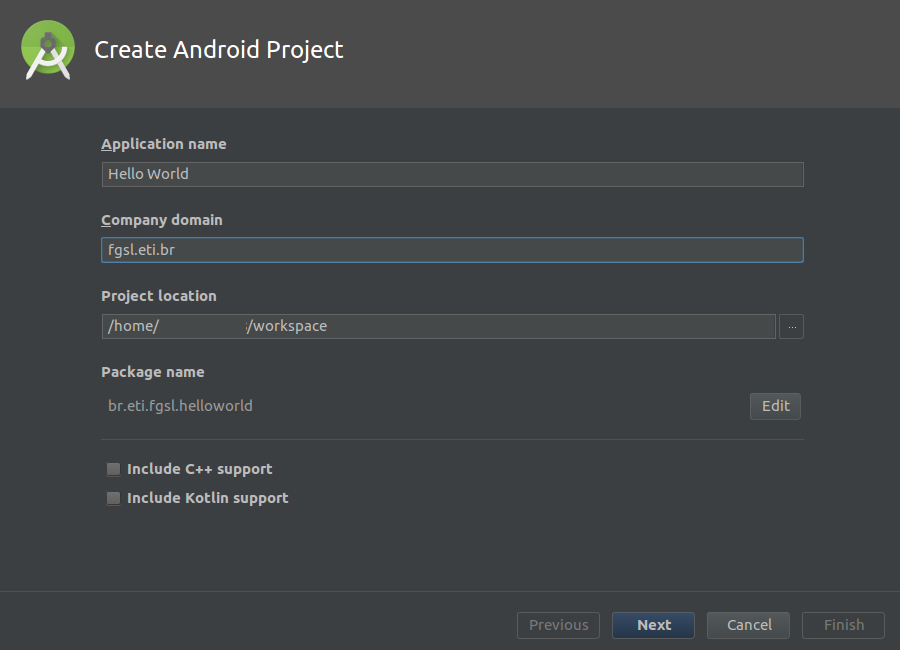 Create Android Project
Application name
Hello World
Company domain
fgsl.eti.br
Project location
/home/ /workspace
...
Package name
br.eti.fgsl.helloworld
Edit
Include C++ support
Include Kotlin support
Previous
Next
Cancel
Finish